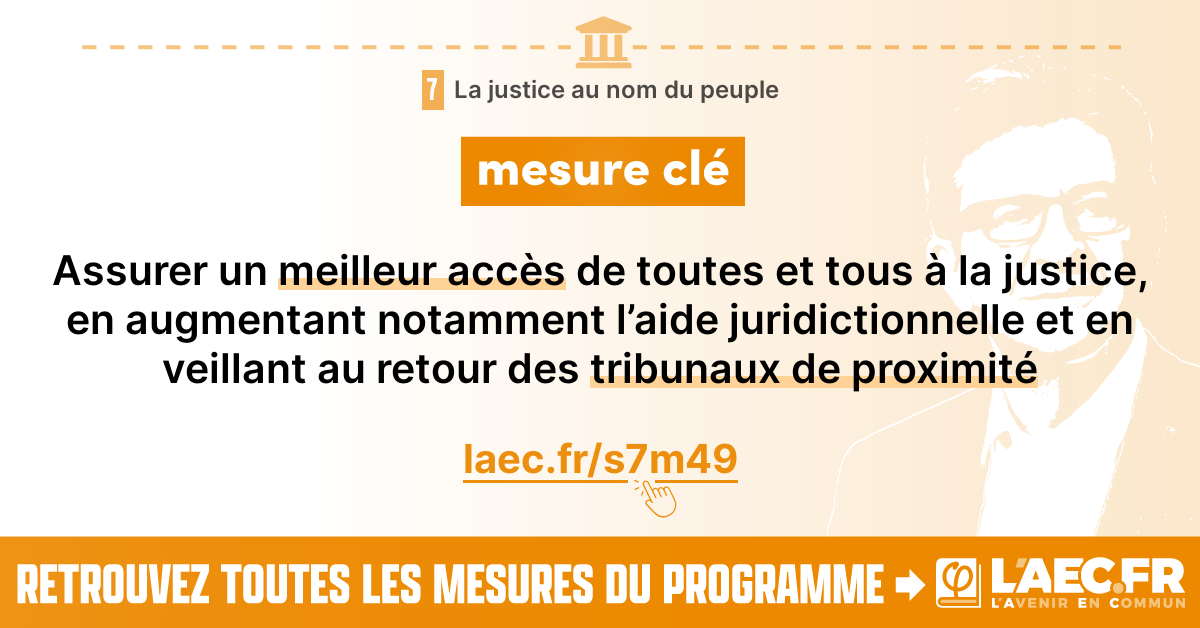 7 La justice au nom du peuple
mesure clé
Assurer un meilleur accès de toutes et tous à la justice,
en augmentant notamment l’aide juridictionnelle et en
veillant au retour des tribunaux de proximité
laec.fr/s7m49
RETROUVEZ TOUTES LES MESURES DU PROGRAMME
φ
L'AEC.FR
L'AVENIR EN COMMUN